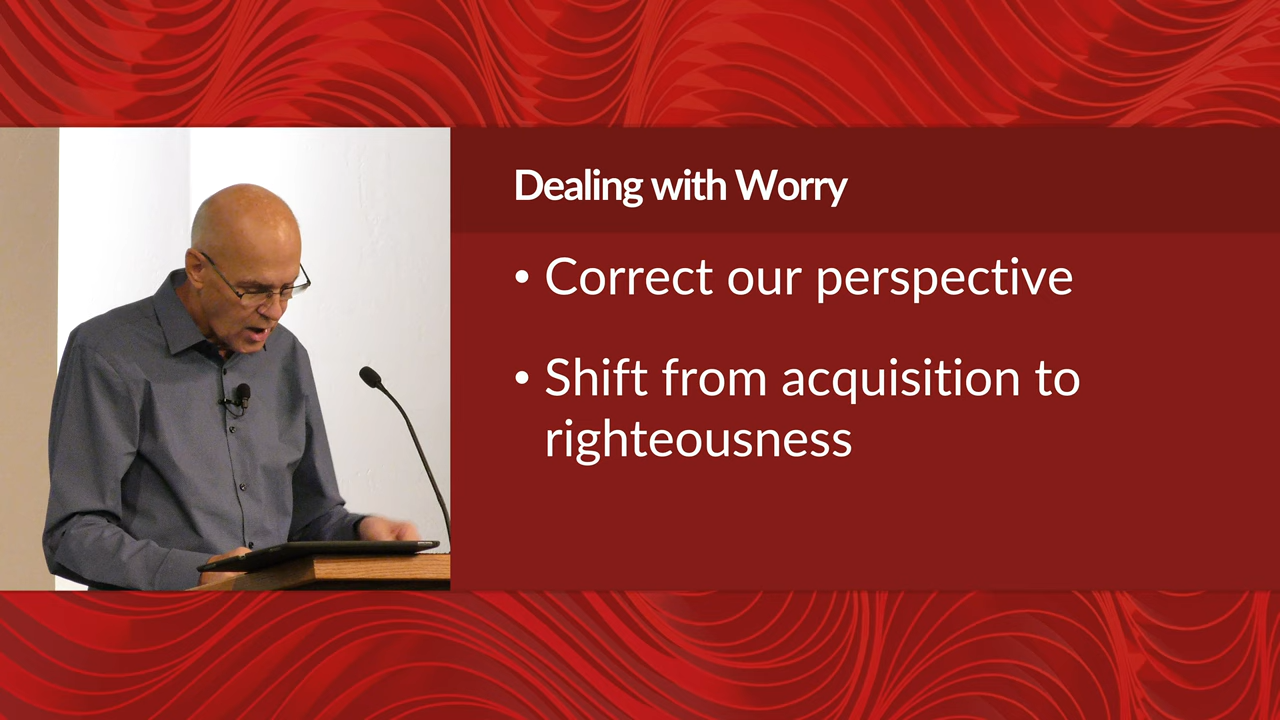 Dealing with Worry
• Correct our perspective
• Shift from acquisition to
righteousness